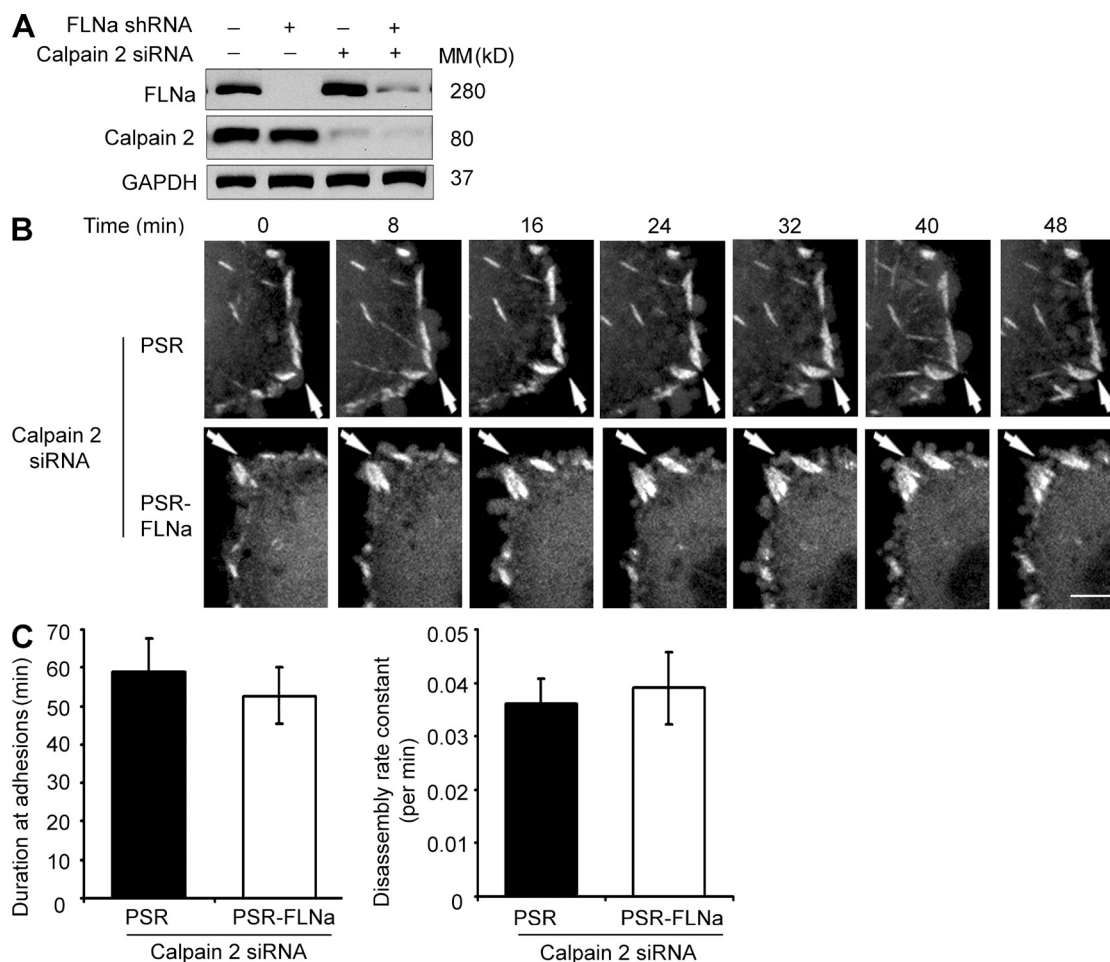 A
FLNa shRNA – + – +
Calpain 2 siRNA – – + + MM (kD)
FLNa 280
Calpain 2 80
GAPDH 37
B
Time (min) 0 8 16 24 32 40 48
PSR
Calpain 2
siRNA
PSR-
FLNa
C
Duration at adhesions (min)
70
60
50
40
30
20
10
0
PSR PSR-FLNa
Calpain 2 siRNA
Disassembly rate constant
(per min)
0.05
0.04
0.03
0.02
0.01
0
PSR PSR-FLNa
Calpain 2 siRNA